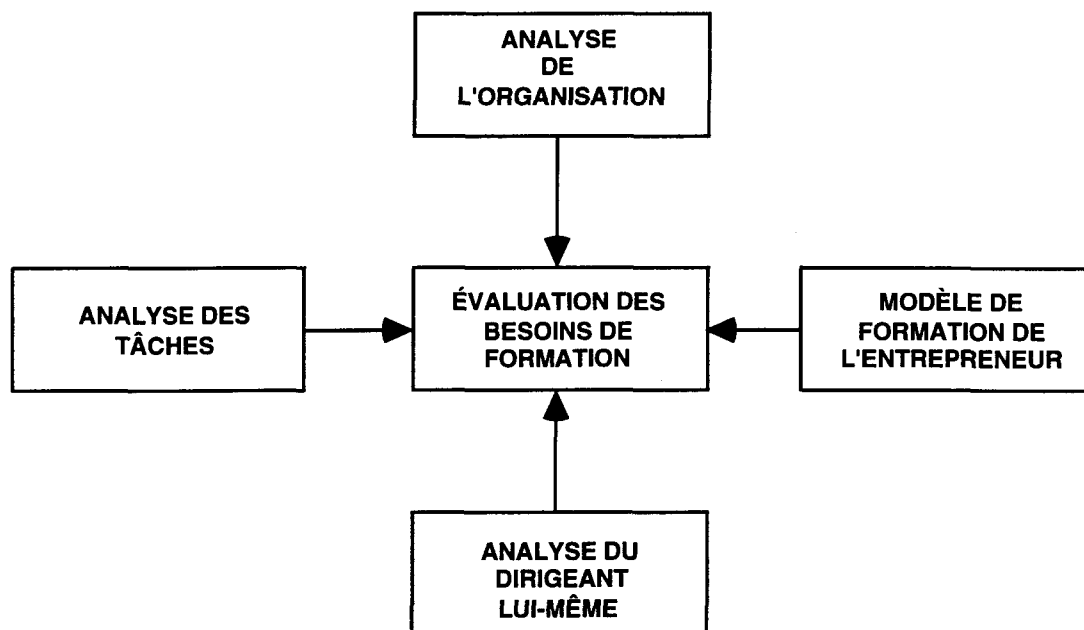 ANALYSE
DE
L'ORGANISATION
ANALYSE DES
TÂCHES
ÉVALUATION DES
BESOINS DE
FORMATION
MODÈLE DE
FORMATION DE
L'ENTREPRENEUR
ANALYSE DU
DIRIGEANT
LUI-MÊME